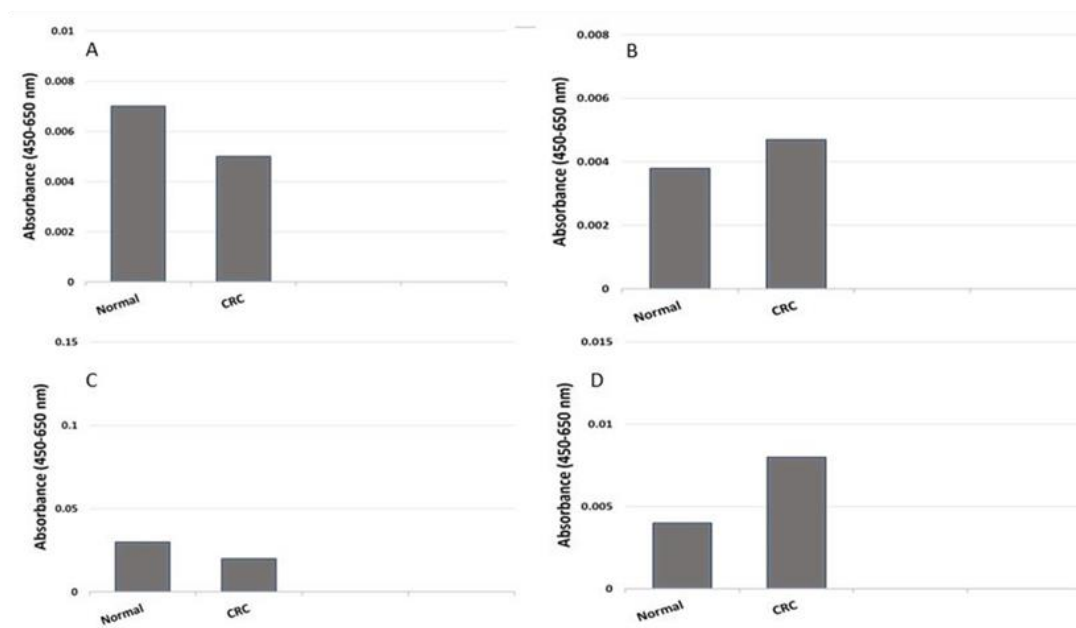 A
Absorbance (450-650 nm)
0.01
0.008
0.006
0.004
0.002
0
Normal
CRC
B
Absorbance (450-650 nm)
0.008
0.006
0.004
0.002
0
Normal
CRC
C
Absorbance (450-650 nm)
0.15
0.1
0.05
0
Normal
CRC
D
Absorbance (450-650 nm)
0.015
0.01
0.005
0
Normal
CRC